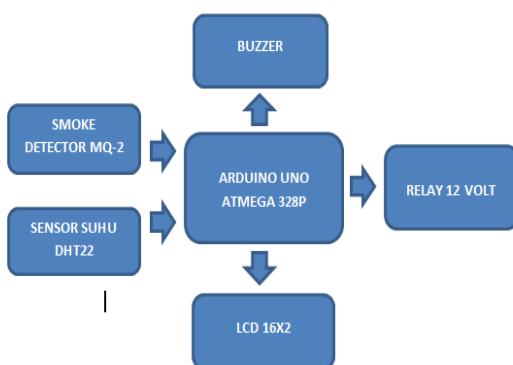 BUZZER
SMOKE
DETECTOR MQ-2
ARDUINO UNO
ATMEGA 328P
RELAY 12 VOLT
SENSOR SUHU
DHT22
LCD 16X2